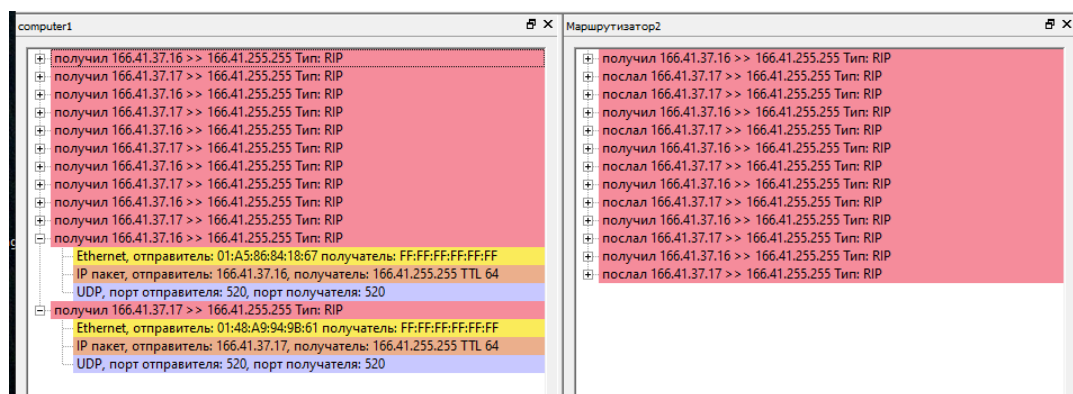 computer1
получил 166.41.37.16 >> 166.41.255.255 Тип: RIP
получил 166.41.37.17 >> 166.41.255.255 Тип: RIP
получил 166.41.37.16 >> 166.41.255.255 Тип: RIP
получил 166.41.37.17 >> 166.41.255.255 Тип: RIP
получил 166.41.37.16 >> 166.41.255.255 Тип: RIP
получил 166.41.37.17 >> 166.41.255.255 Тип: RIP
получил 166.41.37.16 >> 166.41.255.255 Тип: RIP
получил 166.41.37.17 >> 166.41.255.255 Тип: RIP
получил 166.41.37.16 >> 166.41.255.255 Тип: RIP
получил 166.41.37.17 >> 166.41.255.255 Тип: RIP
получил 166.41.37.16 >> 166.41.255.255 Тип: RIP
Ethernet, отправитель: 01:A5:86:84:18:67 получатель: FF:FF:FF:FF:FF:FF
IP пакет, отправитель: 166.41.37.16, получатель: 166.41.255.255 TTL 64
UDP, порт отправителя: 520, порт получателя: 520
получил 166.41.37.17 >> 166.41.255.255 Тип: RIP
Ethernet, отправитель: 01:48:A9:94:9B:61 получатель: FF:FF:FF:FF:FF:FF
IP пакет, отправитель: 166.41.37.17, получатель: 166.41.255.255 TTL 64
UDP, порт отправителя: 520, порт получателя: 520
Маршрутизатор2
получил 166.41.37.16 >> 166.41.255.255 Тип: RIP
послал 166.41.37.17 >> 166.41.255.255 Тип: RIP
послал 166.41.37.17 >> 166.41.255.255 Тип: RIP
получил 166.41.37.16 >> 166.41.255.255 Тип: RIP
послал 166.41.37.17 >> 166.41.255.255 Тип: RIP
получил 166.41.37.16 >> 166.41.255.255 Тип: RIP
послал 166.41.37.17 >> 166.41.255.255 Тип: RIP
получил 166.41.37.16 >> 166.41.255.255 Тип: RIP
послал 166.41.37.17 >> 166.41.255.255 Тип: RIP
получил 166.41.37.16 >> 166.41.255.255 Тип: RIP
послал 166.41.37.17 >> 166.41.255.255 Тип: RIP
получил 166.41.37.16 >> 166.41.255.255 Тип: RIP
послал 166.41.37.17 >> 166.41.255.255 Тип: RIP